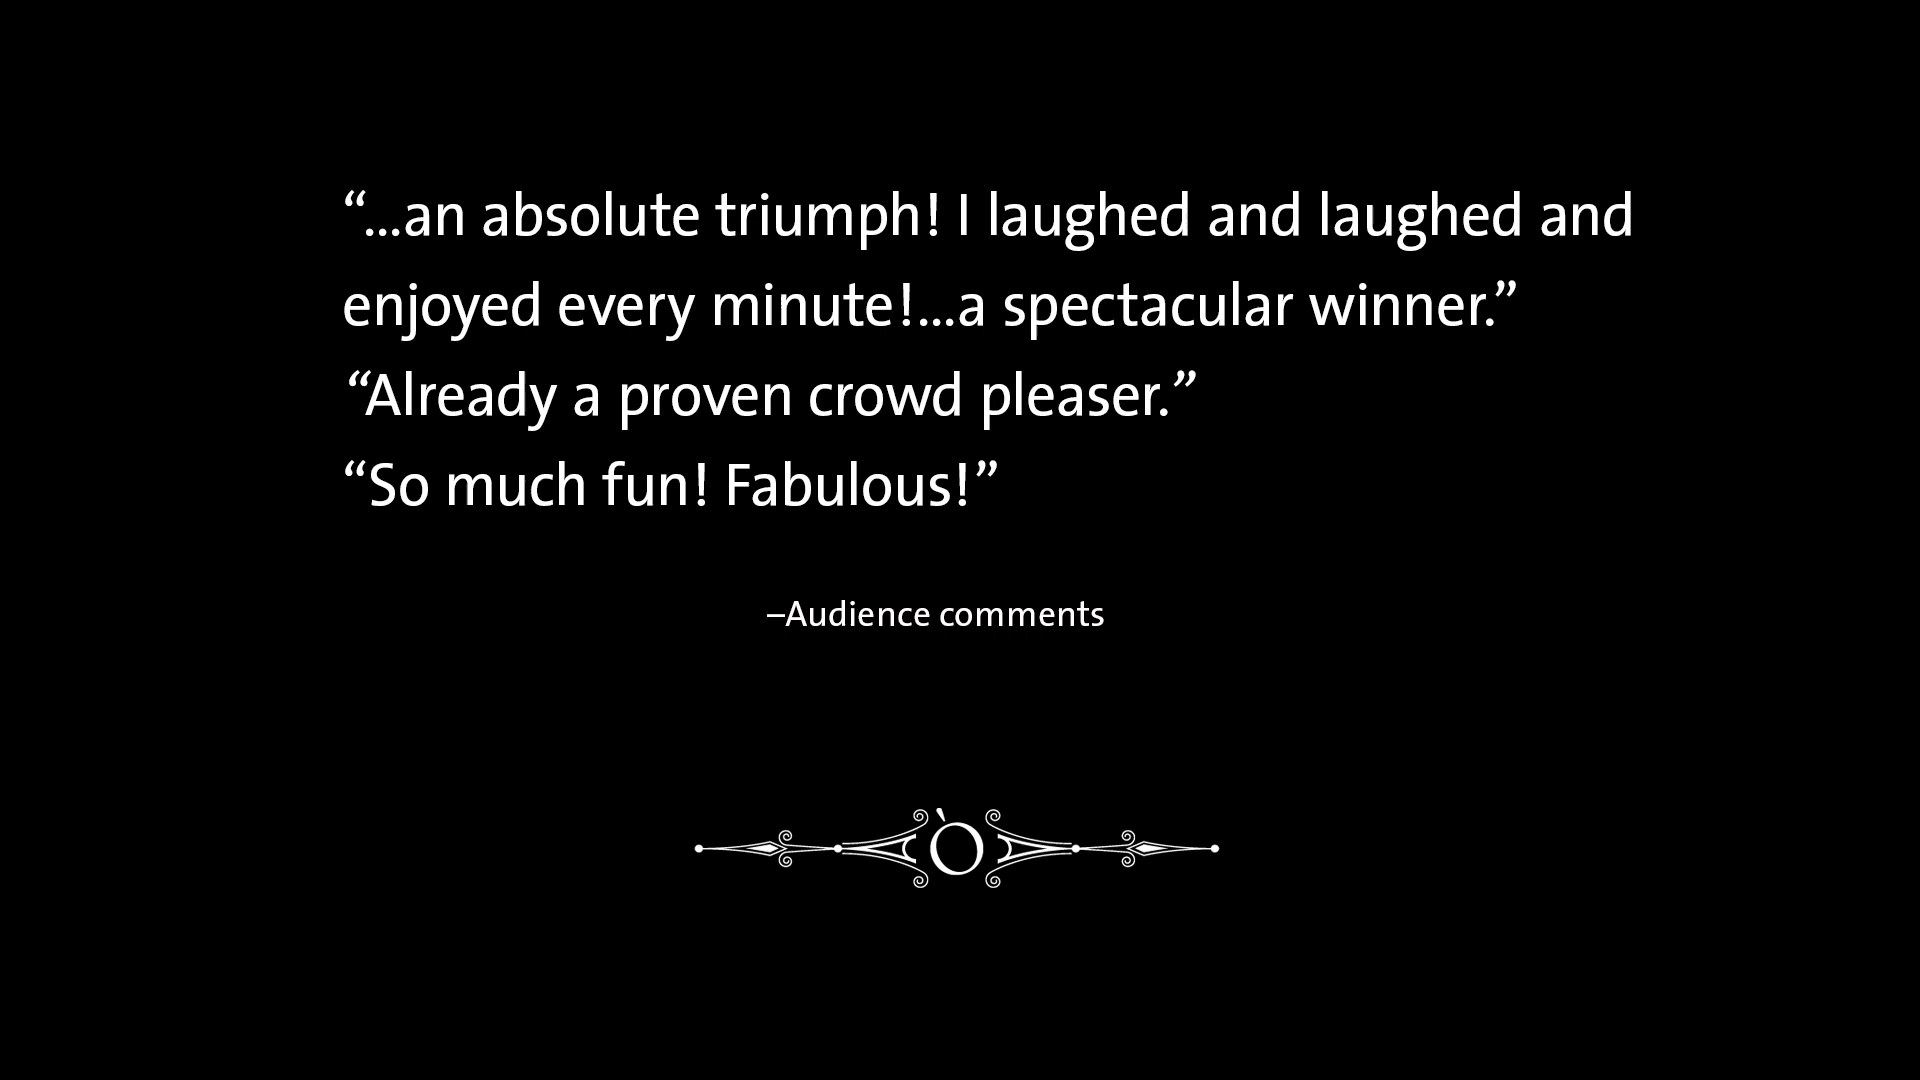 “...an absolute triumph! I laughed and laughed and
enjoyed every minute!...a spectacular winner.”
“Already a proven crowd pleaser.”
“So much fun! Fabulous!”
–Audience comments
Ò